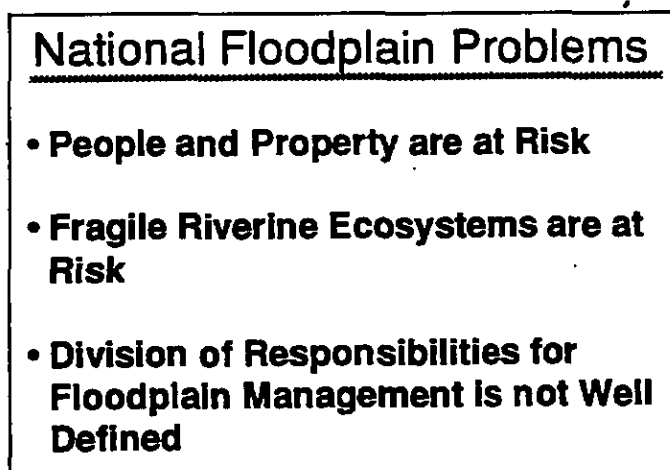 National Floodplain Problems
• People and Property are at Risk
• Fragile Riverine Ecosystems are at
Risk
• Division of Responsibilities for
Floodplain Management is not Well
Defined